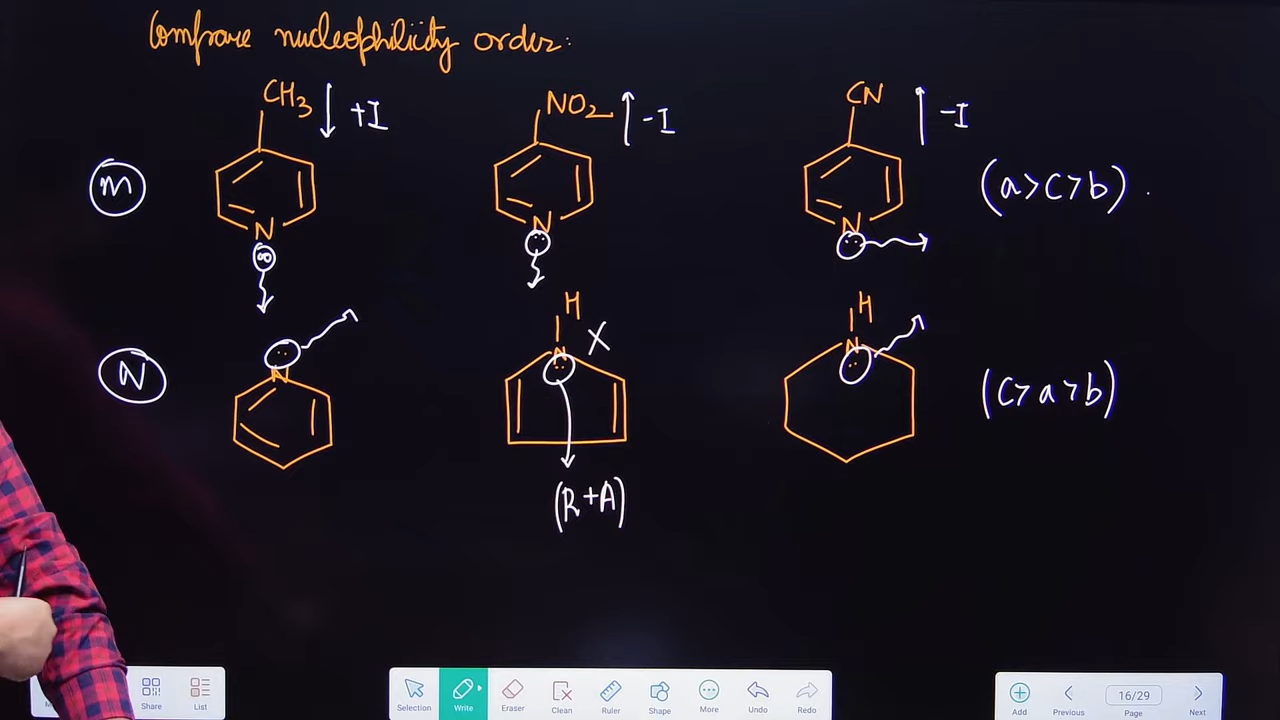 Compare nucleophilicity order:
CH3 +I
NO2 -I
CN -I
M
N
N
N
(a>c>b).
H
H
N
N
N
N
X
(c>a>b)
(R+A)
Share
List
Selection
Write
Eraser
Clean
Ruler
Shape
More
Undo
Redo
Add
Previous
16/29
Page
Next